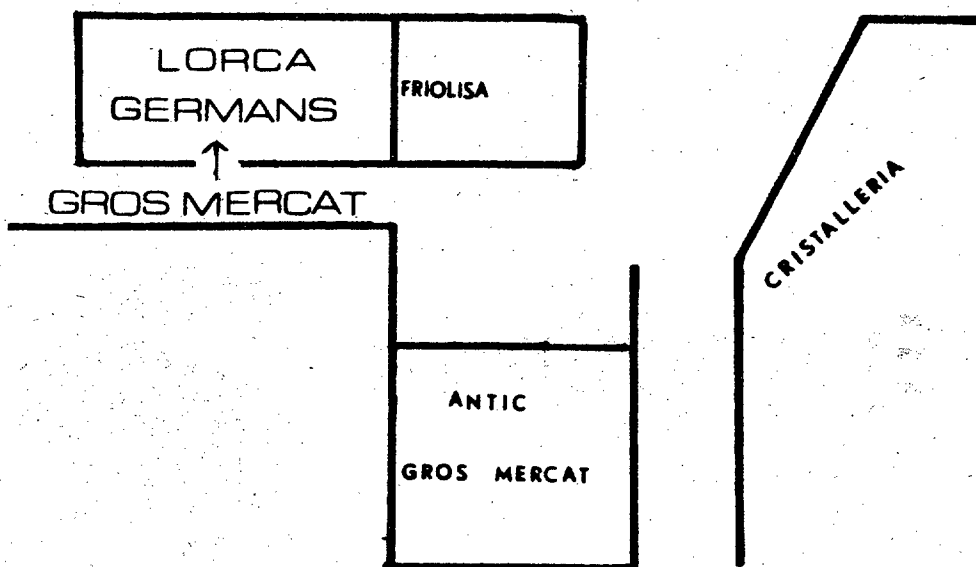 LORCA
GERMANS
FRIOLISA
GROS MERCAT
CRISTALLERIA
ANTIC
GROS MERCAT